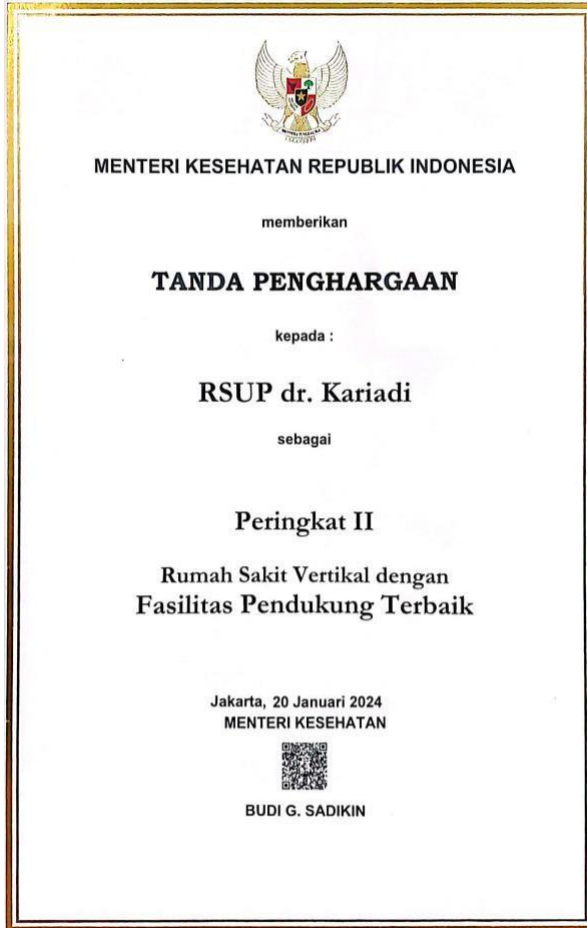 MENTERI KESEHATAN REPUBLIK INDONESIA
memberikan
TANDA PENGHARGAAN
kepada :
RSUP dr. Kariadi
sebagai
Peringkat II
Rumah Sakit Vertikal dengan
Fasilitas Pendukung Terbaik
Jakarta, 20 Januari 2024
MENTERI KESEHATAN
BUDI G. SADIKIN